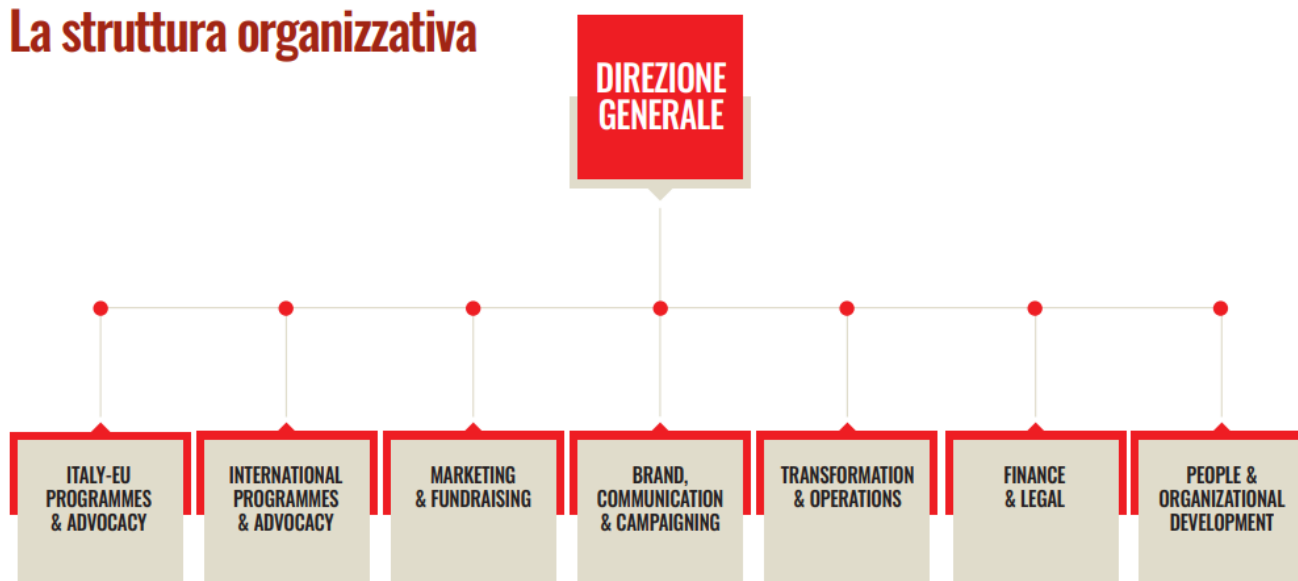 La struttura organizzativa
DIREZIONE
GENERALE
ITALY-EU
PROGRAMMES
& ADVOCACY
INTERNATIONAL
PROGRAMMES
& ADVOCACY
MARKETING
& FUNDRAISING
BRAND,
COMMUNICATION
& CAMPAIGNING
TRANSFORMATION
& OPERATIONS
FINANCE
& LEGAL
PEOPLE &
ORGANIZATIONAL
DEVELOPMENT